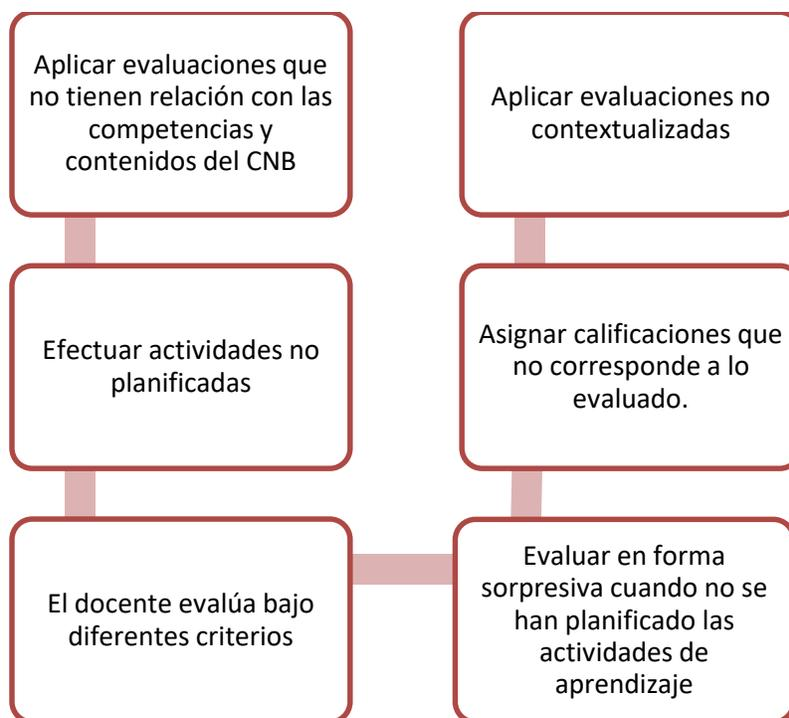 Aplicar evaluaciones que
no tienen relación con las
competencias y
contenidos del CNB
Efectuar actividades no
planificadas
El docente evalúa bajo
diferentes criterios
Evaluar en forma
sorpresiva cuando no se
han planificado las
actividades de
aprendizaje
Asignar calificaciones que
no corresponde a lo
evaluado.
Aplicar evaluaciones no
contextualizadas